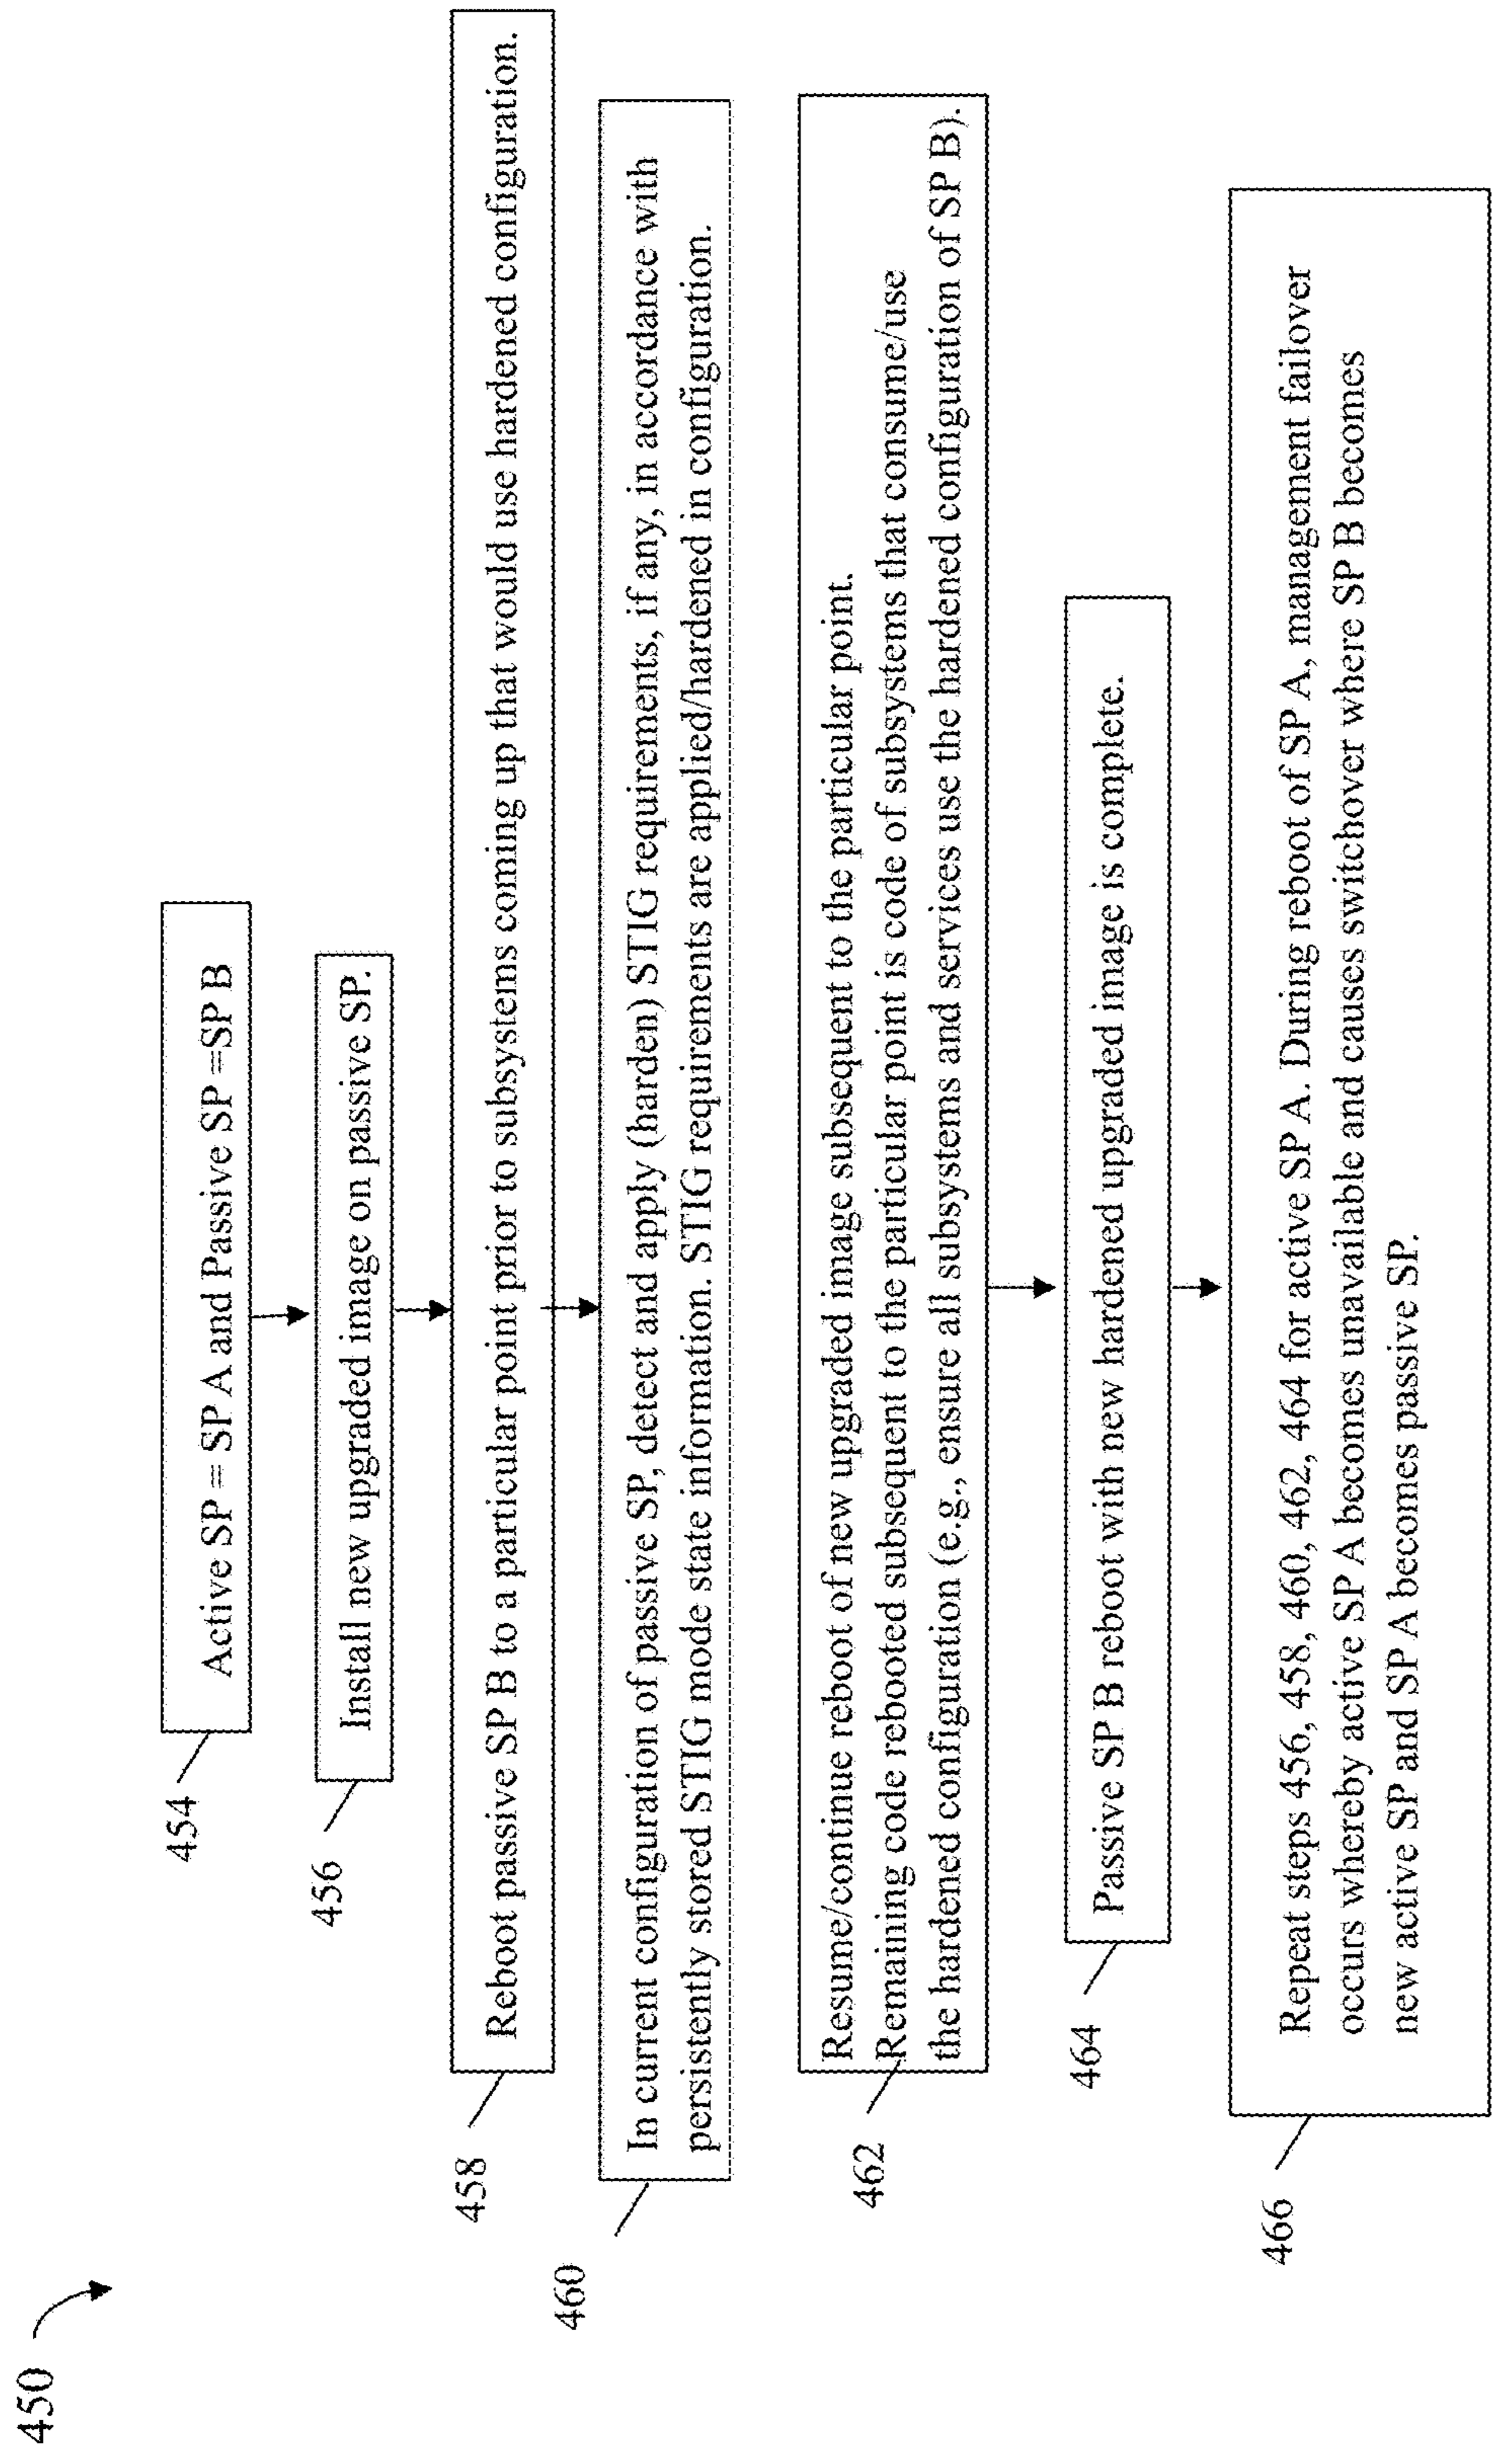 450
454
Active SP = SP A and Passive SP =SP B
456
Install new upgraded image on passive SP.
458
Reboot passive SP B to a particular point prior to subsystems coming up that would use hardened configuration.
460
In current configuration of passive SP, detect and apply (harden) STIG requirements, if any, in accordance with
persistently stored STIG mode state information. STIG requirements are applied/hardened in configuration.
462
Resume/continue reboot of new upgraded image subsequent to the particular point.
Remaining code rebooted subsequent to the particular point is code of subsystems that consume/use
the hardened configuration (e.g., ensure all subsystems and services use the hardened configuration of SP B).
464
Passive SP B reboot with new hardened upgraded image is complete.
466
Repeat steps 456, 458, 460, 462, 464 for active SP A. During reboot of SP A, management failover
occurs whereby active SP A becomes unavailable and causes switchover where SP B becomes
new active SP and SP A becomes passive SP.